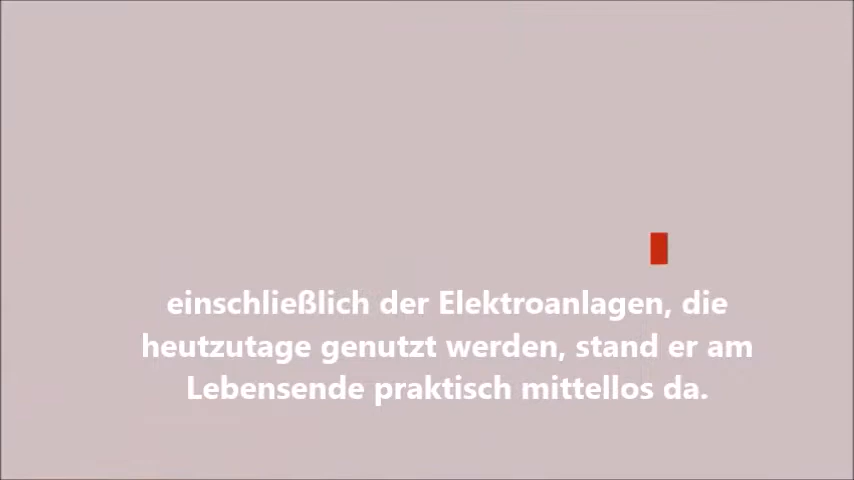 einschließlich der Elektroanlagen, die
heutzutage genutzt werden, stand er am
Lebensende praktisch mittellos da.